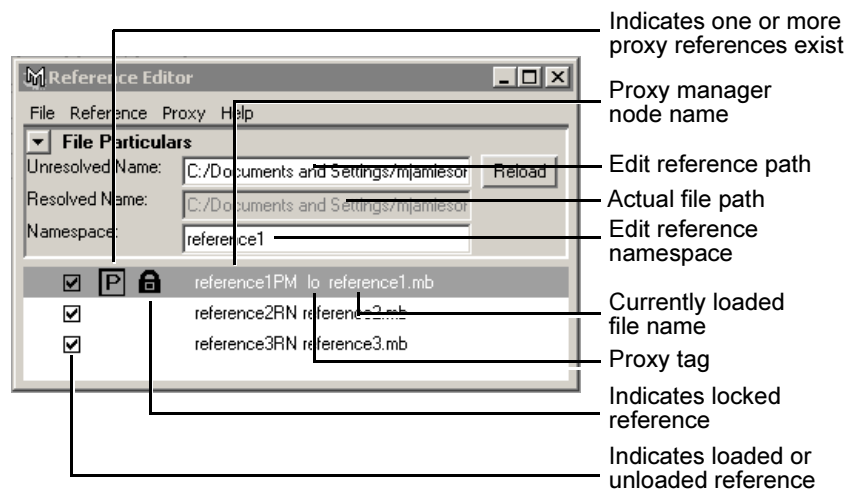 Indicates one or more
proxy references exist
Reference Editor
Proxy manager
node name
File Reference Proxy Help
File Particulars
Unresolved Name: C:/Documents and Settings/mjamiesor Reload
Edit reference path
Resolved Name: C:/Documents and Settings/mjamiesor
Actual file path
Namespace: reference1
Edit reference
namespace
P reference1PM lo reference1.mb
reference2RN reference2.mb
reference3RN reference3.mb
Currently loaded
file name
Proxy tag
Indicates locked
reference
Indicates loaded or
unloaded reference